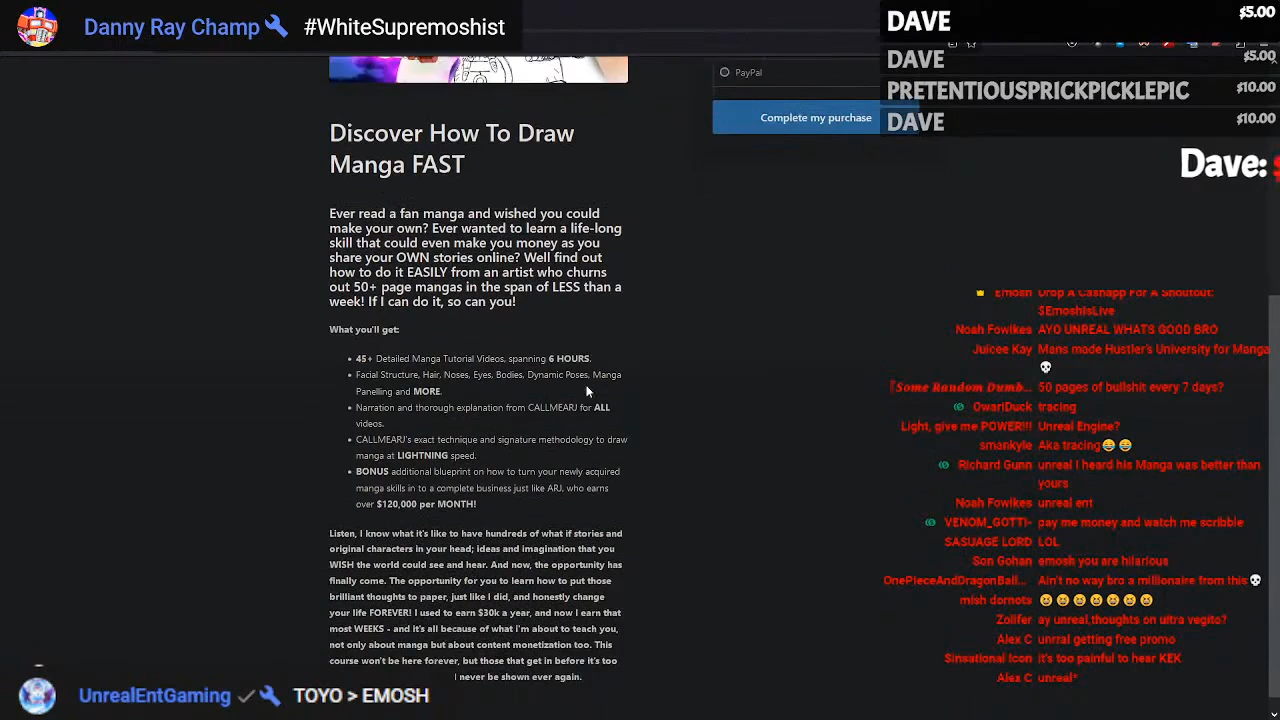 Danny Ray Champ #WhiteSupremoshist
DAVE $5.00
DAVE $5.00
PRETENTIOUSPRICKPICKLEPIC $10.00
DAVE $10.00
Dave:
PayPal
Complete my purchase
Discover How To Draw
Manga FAST
Ever read a fan manga and wished you could
make your own? Ever wanted to learn a life-long
skill that could even make you money as you
share your OWN stories online? Well find out
how to do it EASILY from an artist who churns
out 50+ page mangas in the span of LESS than a
week! If I can do it, so can you!
What you'll get:
• 45+ Detailed Manga Tutorial Videos, spanning 6 HOURS.
• Facial Structure, Hair, Noses, Eyes, Bodies, Dynamic Poses, Manga
Panelling and MORE.
• Narration and thorough explanation from CALLMEARJ for ALL
videos.
• CALLMEARJ's exact technique and signature methodology to draw
manga at LIGHTNING speed.
• BONUS additional blueprint on how to turn your newly acquired
manga skills in to a complete business just like ARJ, who earns
over $120,000 per MONTH!
Listen, I know what it's like to have hundreds of what if stories and
original characters in your head; ideas and imagination that you
WISH the world could see and hear. And now, the opportunity has
finally come. The opportunity for you to learn how to put those
brilliant thoughts to paper, just like I did, and honestly change
your life FOREVER! I used to earn $30k a year, and now I earn that
most WEEKS - and it's all because of what i'm about to teach you,
not only about manga but about content monetization too. This
course won't be here forever, but those that get in before it's too
l never be shown ever again.
Emosh Drop A Cashapp For A Shoutout:
$EmoshIsLive
Noah Fowlkes AYO UNREAL WHATS GOOD BRO
Juicee Kay Mans made Hustler's University for Manga
💀
『Some Random Dumb... 50 pages of bullshit every 7 days?
OwariDuck tracing
Light, give me POWER!!! Unreal Engine?
smankyle Aka tracing😂😂
Richard Gunn unreal I heard his Manga was better than
yours
Noah Fowlkes unreal ent
VENOM_GOTTI- pay me money and watch me scribble
SASUAGE LORD LOL
Son Gohan emosh you are hilarious
OnePieceAndDragonBall... Ain't no way bro a millionaire from this💀
mish dornots 😆😆😆😆😆😆😆
Zollfer ay unreal,thoughts on ultra vegito?
Alex C unrral getting free promo
Sinsational Icon it's too painful to hear KEK
Alex C unreal*
UnrealEntGaming TOYO > EMOSH